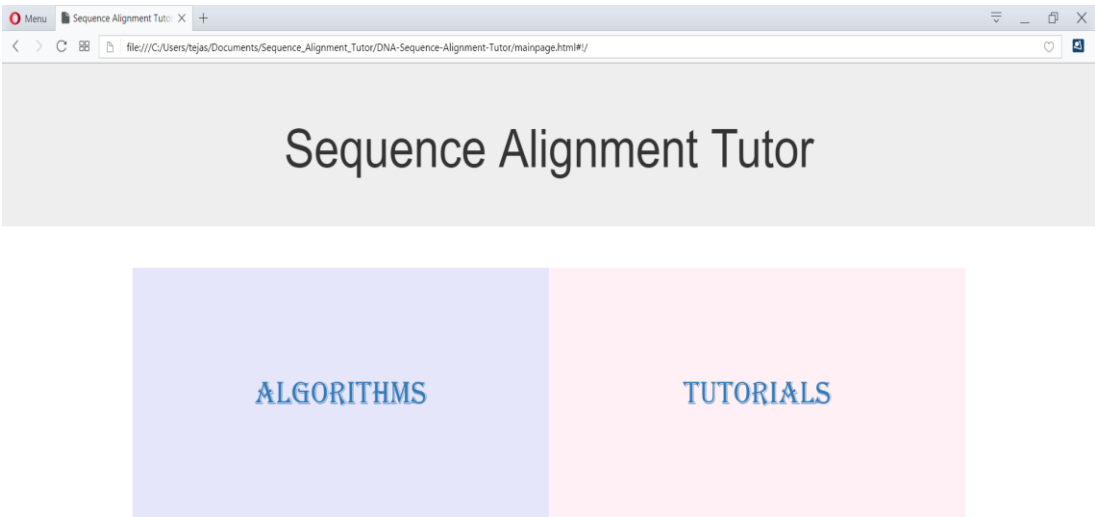 Menu Sequence Alignment Tuto
file:///C:/Users/tejas/Documents/Sequence_Alignment_Tutor/DNA-Sequence-Alignment-Tutor/mainpage.html#!/
Sequence Alignment Tutor
ALGORITHMS TUTORIALS